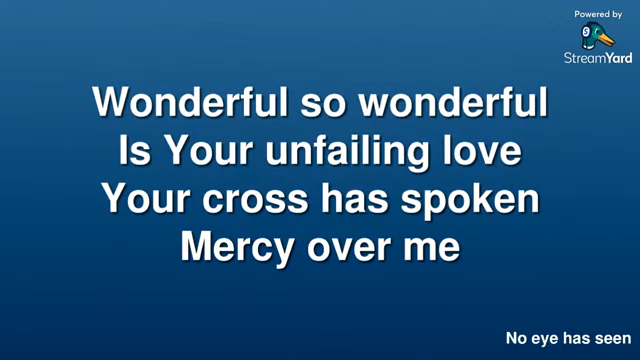 Powered by
StreamYard
Wonderful so wonderful
Is Your unfailing love
Your cross has spoken
Mercy over me
No eye has seen